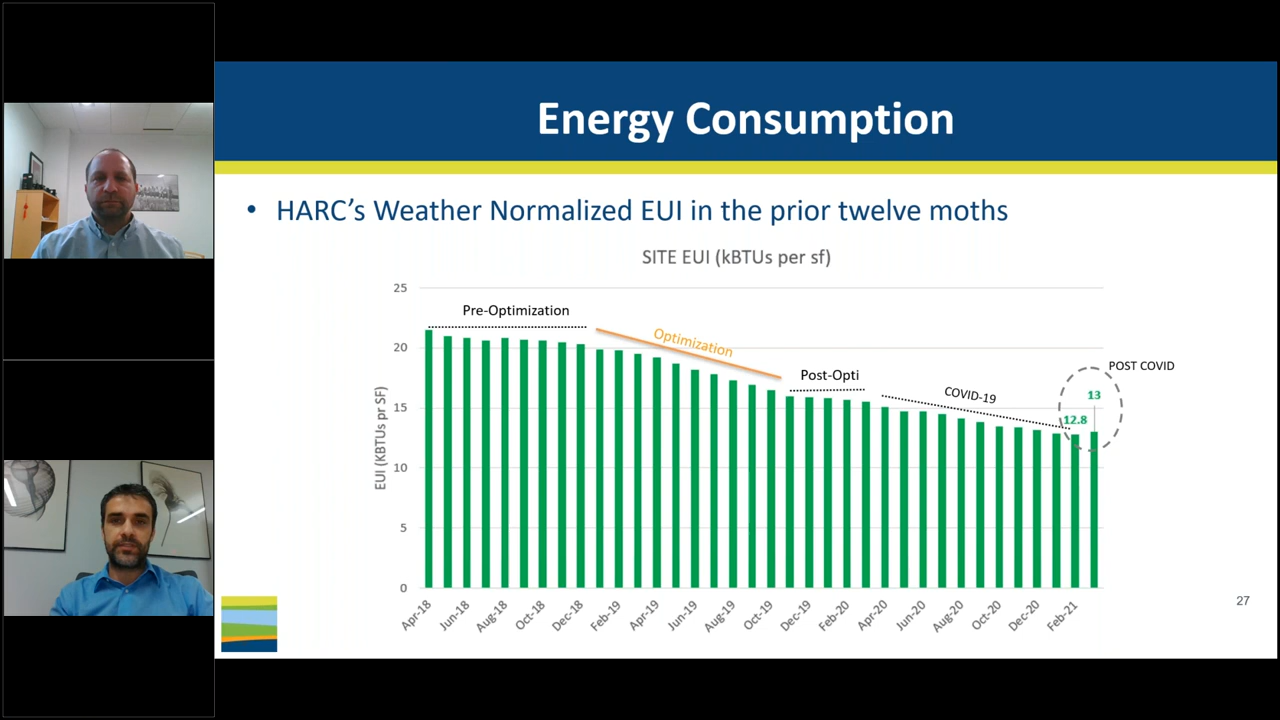 Energy Consumption
• HARC's Weather Normalized EUI in the prior twelve moths
SITE EUI (kBTUs per sf)
25
20
15
10
5
0
EUI (KBTUs pr SF)
Pre-Optimization
Optimization
Post-Opti
COVID-19
POST COVID
13
12.8
Apr-18
Jun-18
Aug-18
Oct-18
Dec-18
Feb-19
Apr-19
Jun-19
Aug-19
Oct-19
Dec-19
Feb-20
Apr-20
Jun-20
Aug-20
Oct-20
Dec-20
Feb-21
27